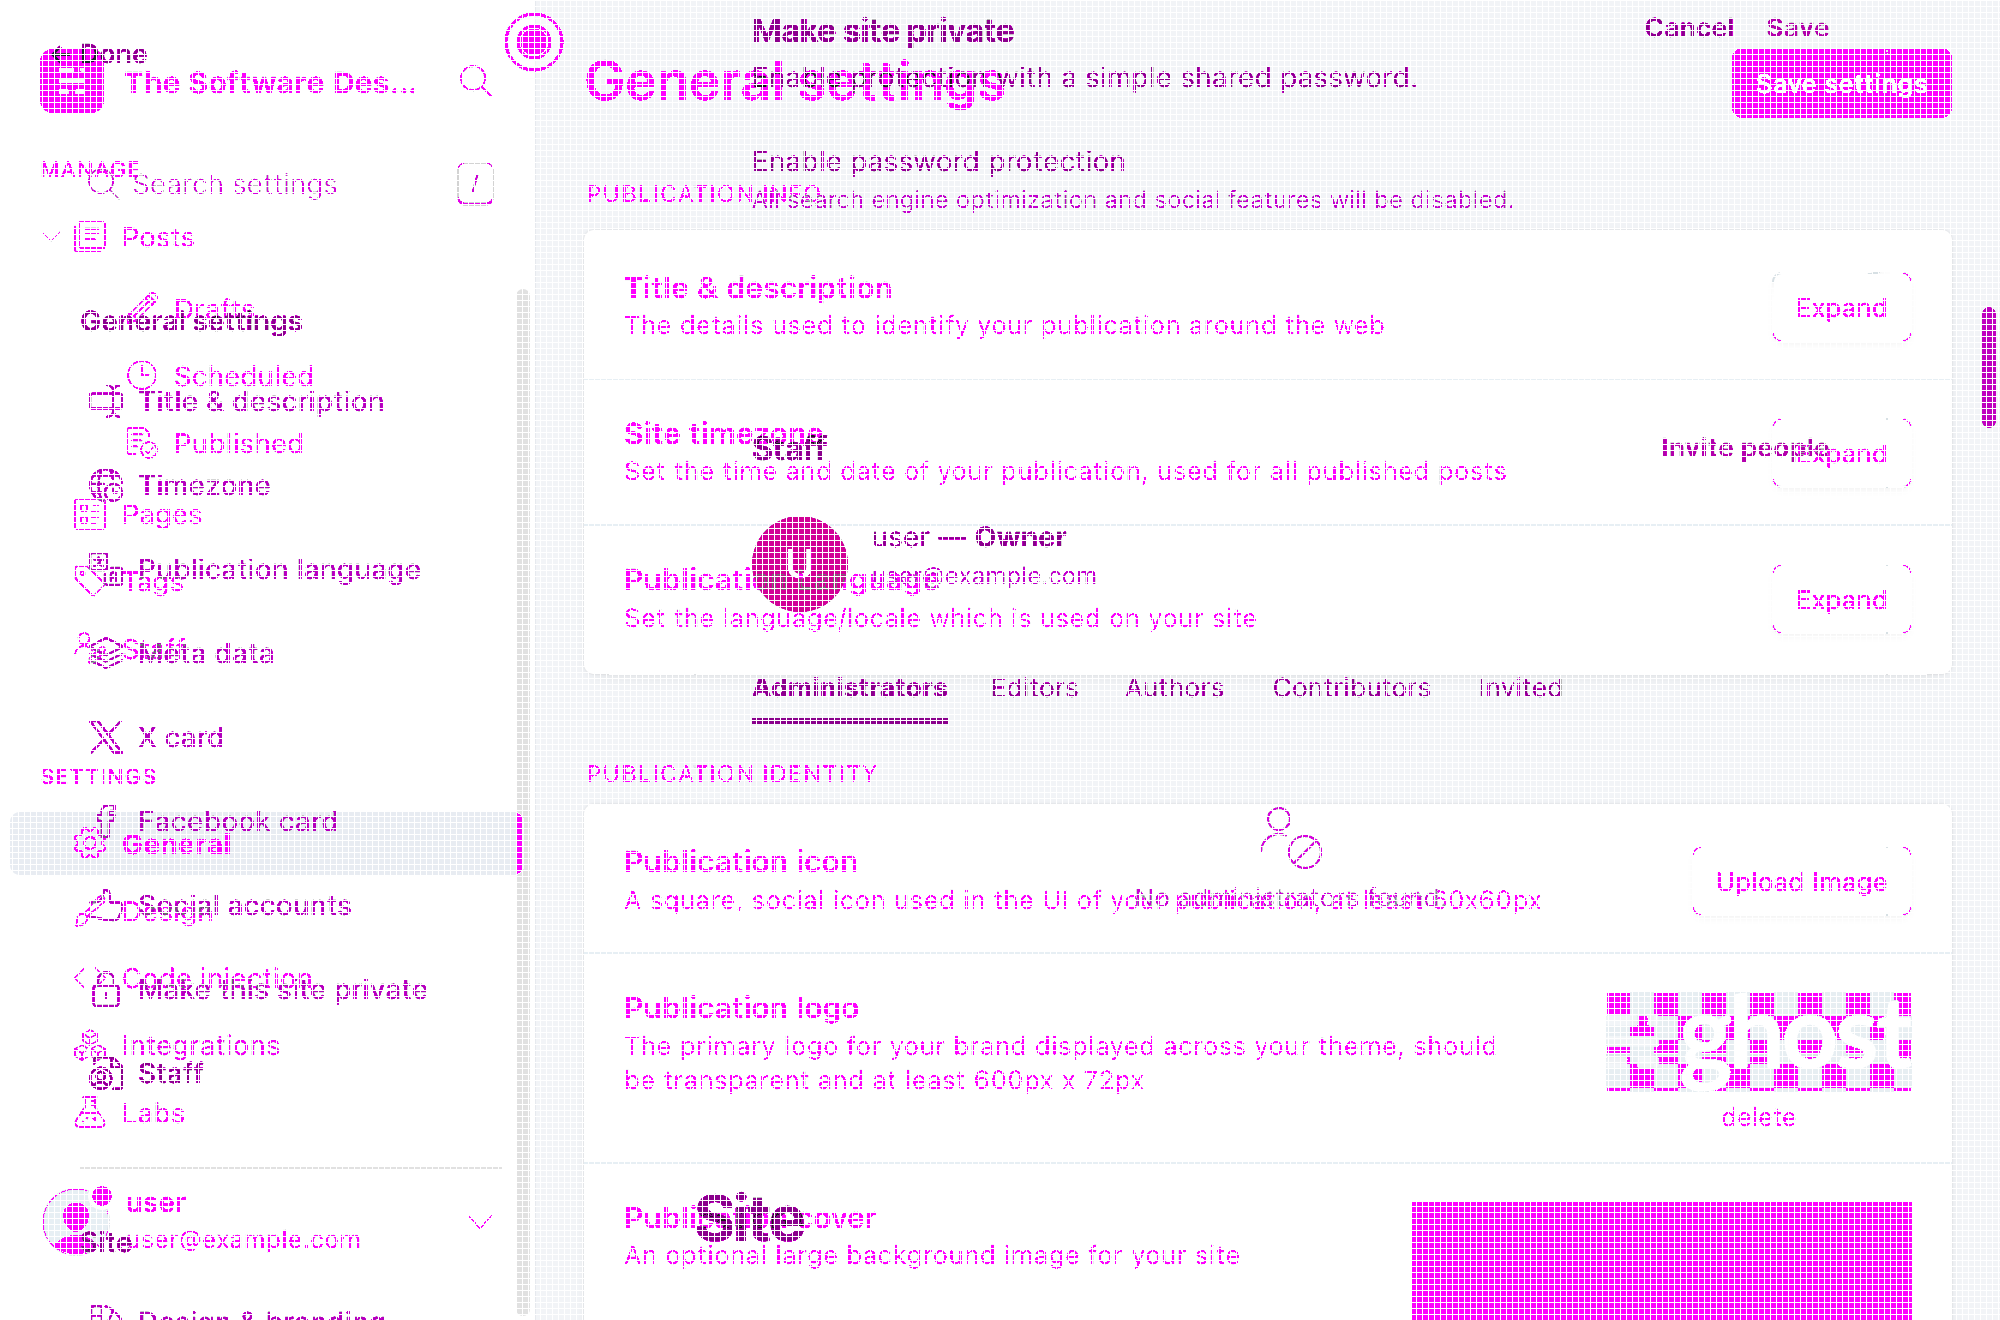 Done
The Software Des...
MANAGE
Search settings
/
Posts
Drafts
General settings
Scheduled
Title & description
Published
Timezone
Pages
Publication language
Tags
Staff
Meta data
X card
SETTINGS
Facebook card
General
Social accounts
Design
Code injection
Make this site private
Integrations
Staff
Labs
user
user@example.com
Site
Design & branding
Make site private
Cancel Save
General settings
Enable protection with a simple shared password.
Save settings
Enable password protection
PUBLICATION INFO
All search engine optimization and social features will be disabled.
Title & description
The details used to identify your publication around the web
Expand
Site timezone
Staff
Invite people
Set the time and date of your publication, used for all published posts
Expand
U
user — Owner
user@example.com
Publication language
Set the language/locale which is used on your site
Expand
Administrators Editors Authors Contributors Invited
PUBLICATION IDENTITY
Publication icon
A square, social icon used in the UI of your publication, at least 60x60px
No administrators found.
Upload Image
Publication logo
The primary logo for your brand displayed across your theme, should
be transparent and at least 600px x 72px
ghost
delete
Publication cover
Site
An optional large background image for your site